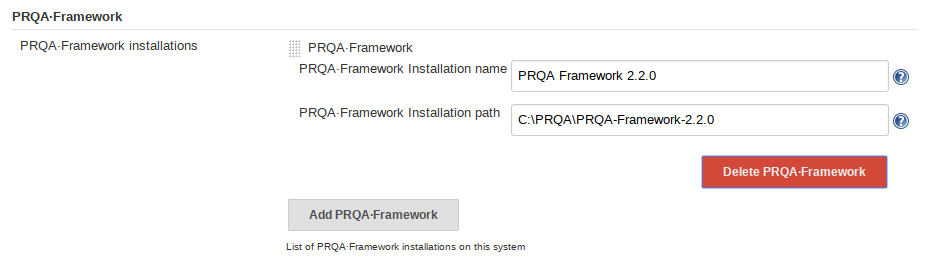 PRQA·Framework
PRQA·Framework installations
PRQA·Framework
PRQA·Framework Installation name
PRQA Framework 2.2.0
?
PRQA·Framework Installation path
C:\PRQA\PRQA-Framework-2.2.0
?
Delete PRQA·Framework
Add PRQA·Framework
List of PRQA·Framework installations on this system